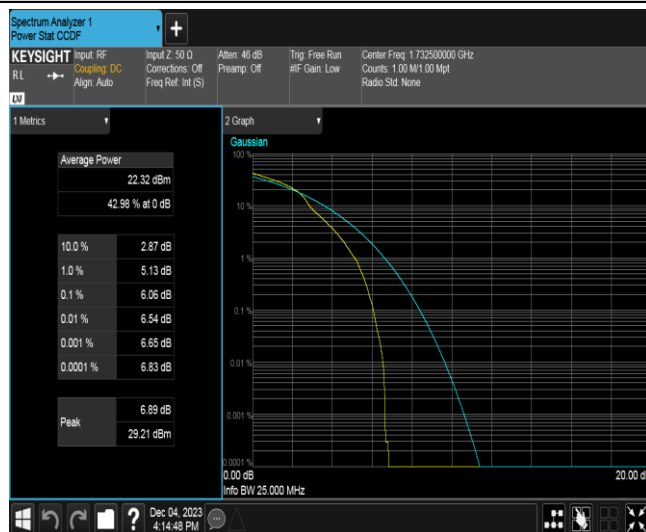 Spectrum Analyzer 1
Power Stat CCDF
+
KEYSIGHT
RL
LXI
Input: RF
Coupling: DC
Align: Auto
Input Z: 50 Ω
Corrections: Off
Freq Ref: Int (S)
Atten: 46 dB
Preamp: Off
Trig: Free Run
#IF Gain: Low
Center Freq: 1.732500000 GHz
Counts: 1.00 M/1.00 Mpt
Radio Std: None
1 Metrics
Average Power
22.32 dBm
42.98 % at 0 dB
10.0 % 2.87 dB
1.0 % 5.13 dB
0.1 % 6.06 dB
0.01 % 6.54 dB
0.001 % 6.65 dB
0.0001 % 6.83 dB
Peak
6.89 dB
29.21 dBm
2 Graph
Gaussian
100 %
10 %
1 %
0.1 %
0.01 %
0.001 %
0.0001 %
0.00 dB
20.00 d
Info BW 25.000 MHz
?
Dec 04, 2023
4:14:48 PM